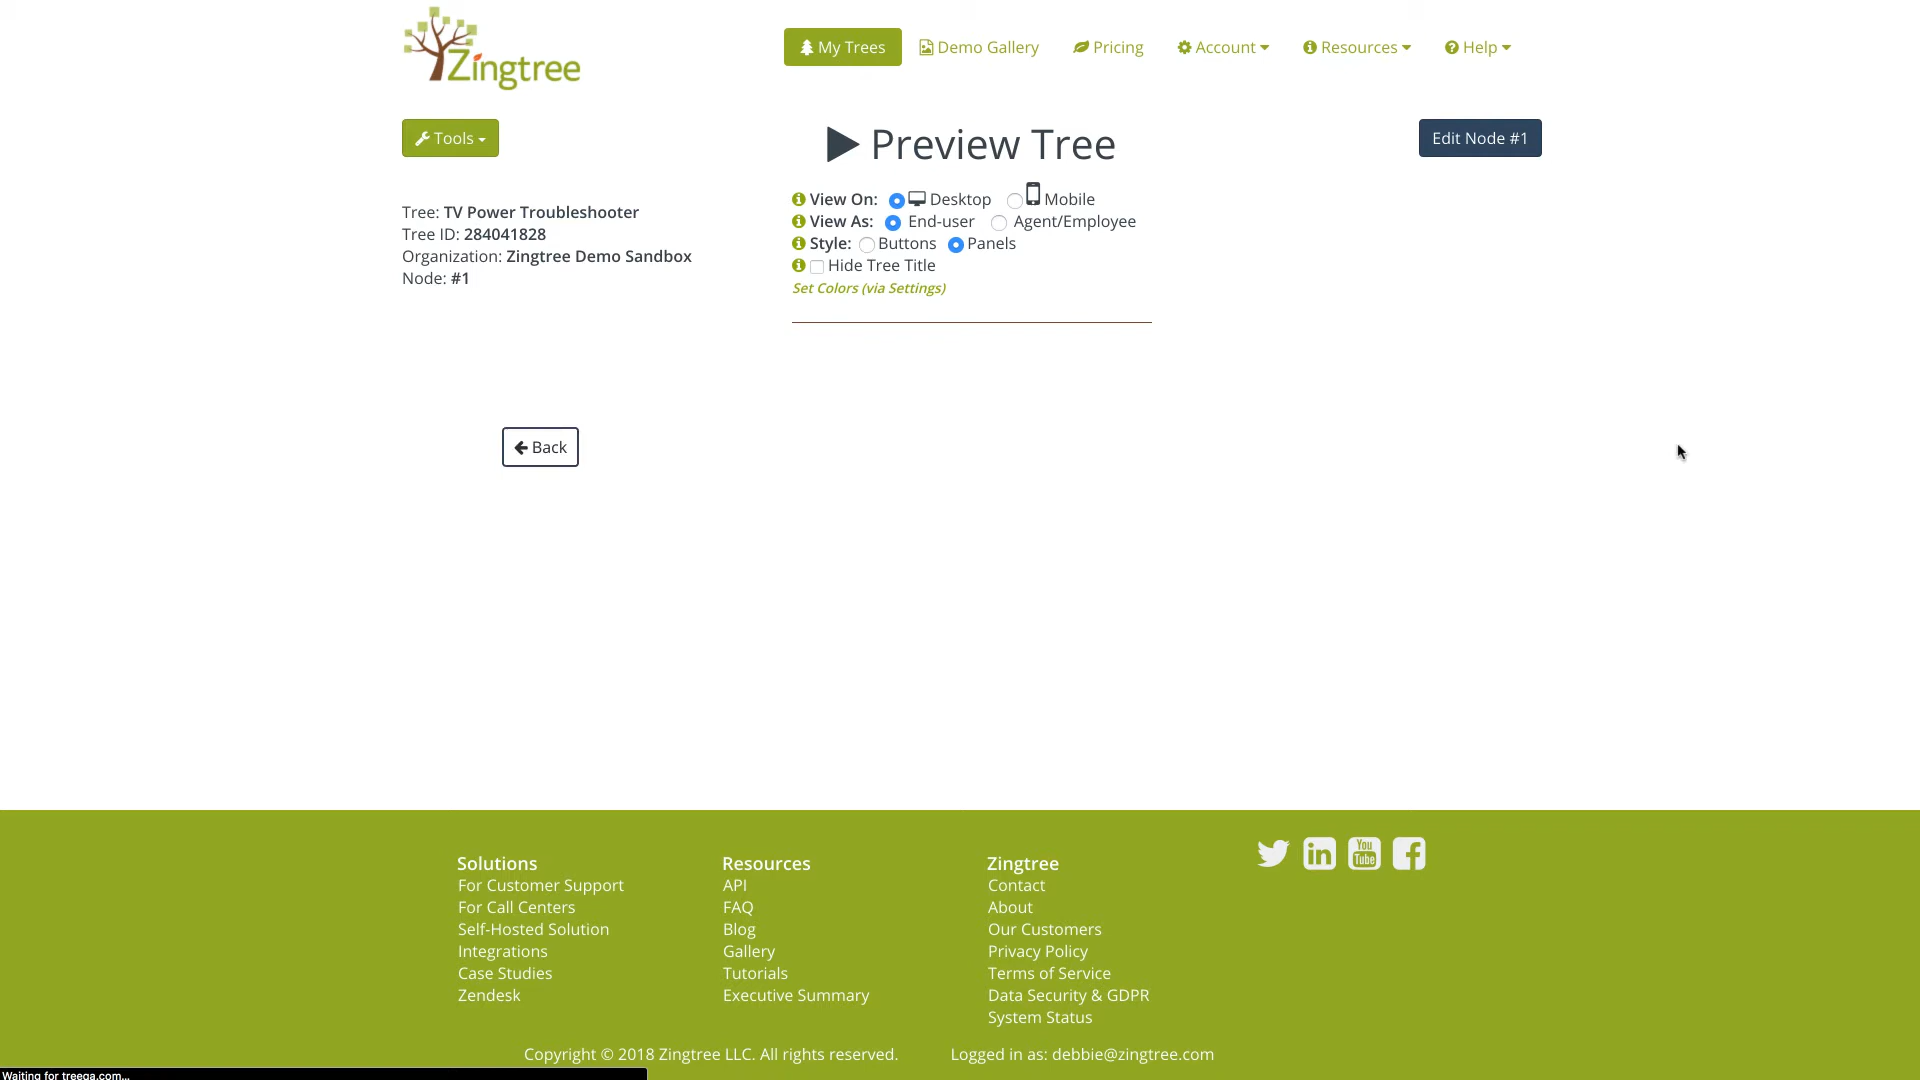 Zingtree
My Trees
Demo Gallery
Pricing
Account
Resources
Help
Tools
Preview Tree
Edit Node #1
Tree: TV Power Troubleshooter
Tree ID: 284041828
Organization: Zingtree Demo Sandbox
Node: #1
View On: Desktop Mobile
View As: End-user Agent/Employee
Style: Buttons Panels
Hide Tree Title
Set Colors (via Settings)
Back
Solutions
For Customer Support
For Call Centers
Self-Hosted Solution
Integrations
Case Studies
Zendesk
Resources
API
FAQ
Blog
Gallery
Tutorials
Executive Summary
Zingtree
Contact
About
Our Customers
Privacy Policy
Terms of Service
Data Security & GDPR
System Status
You
Tube
Copyright © 2018 Zingtree LLC. All rights reserved.
Logged in as: debbie@zingtree.com
Waiting for treeqa.com...